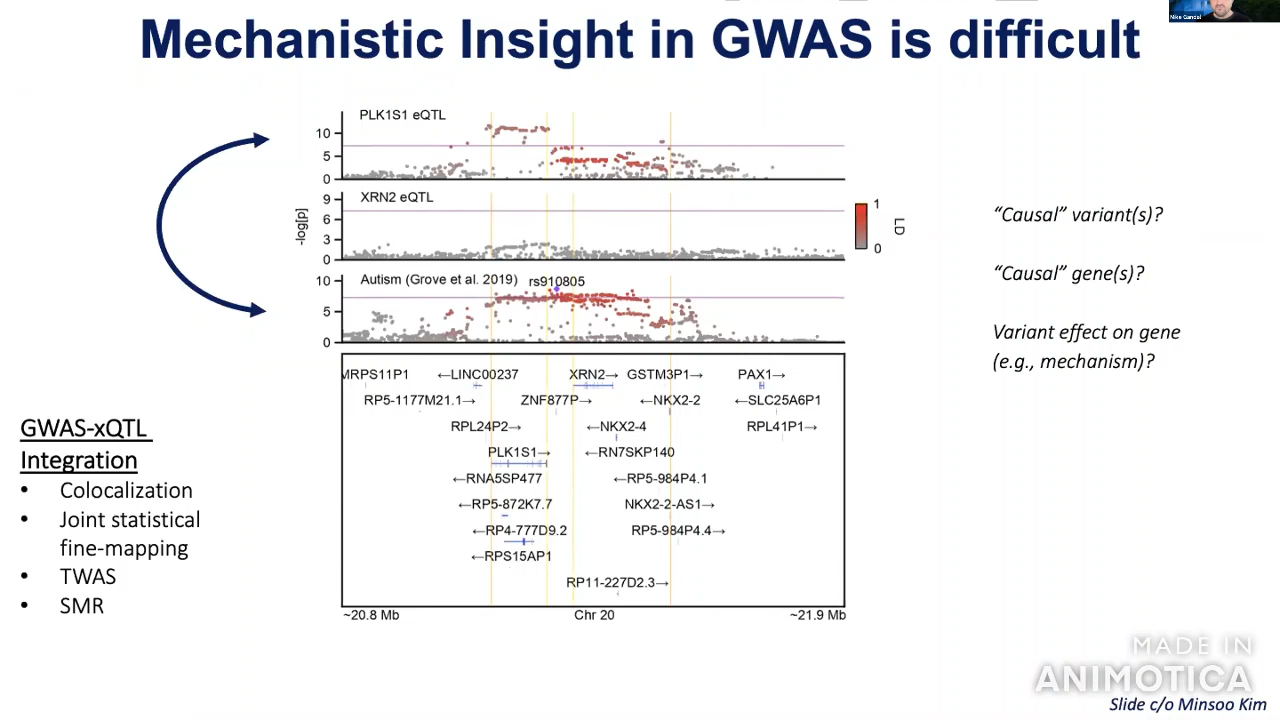 Mechanistic Insight in GWAS is difficult
Mike Gandal
PLK1S1 eQTL
10
5
0
XRN2 eQTL
9
6
3
0
-log[p]
1
0
LD
Autism (Grove et al. 2019)
rs910805
10
5
0
MRPS11P1
←LINC00237
XRN2→
GSTM3P1→
PAX1→
RP5-1177M21.1→
ZNF877P→
←NKX2-2
←SLC25A6P1
RPL24P2→
←NKX2-4
RPL41P1→
PLK1S1→
←RN7SKP140
←RNA5SP477
←RP5-984P4.1
←RP5-872K7.7
NKX2-2-AS1→
←RP4-777D9.2
RP5-984P4.4→
←RPS15AP1
RP11-227D2.3→
~20.8 Mb
Chr 20
~21.9 Mb
“Causal” variant(s)?
“Causal” gene(s)?
Variant effect on gene
(e.g., mechanism)?
GWAS-xQTL
Integration
• Colocalization
• Joint statistical
fine-mapping
• TWAS
• SMR
MADE IN
ANIMOTICA
Slide c/o Minsoo Kim